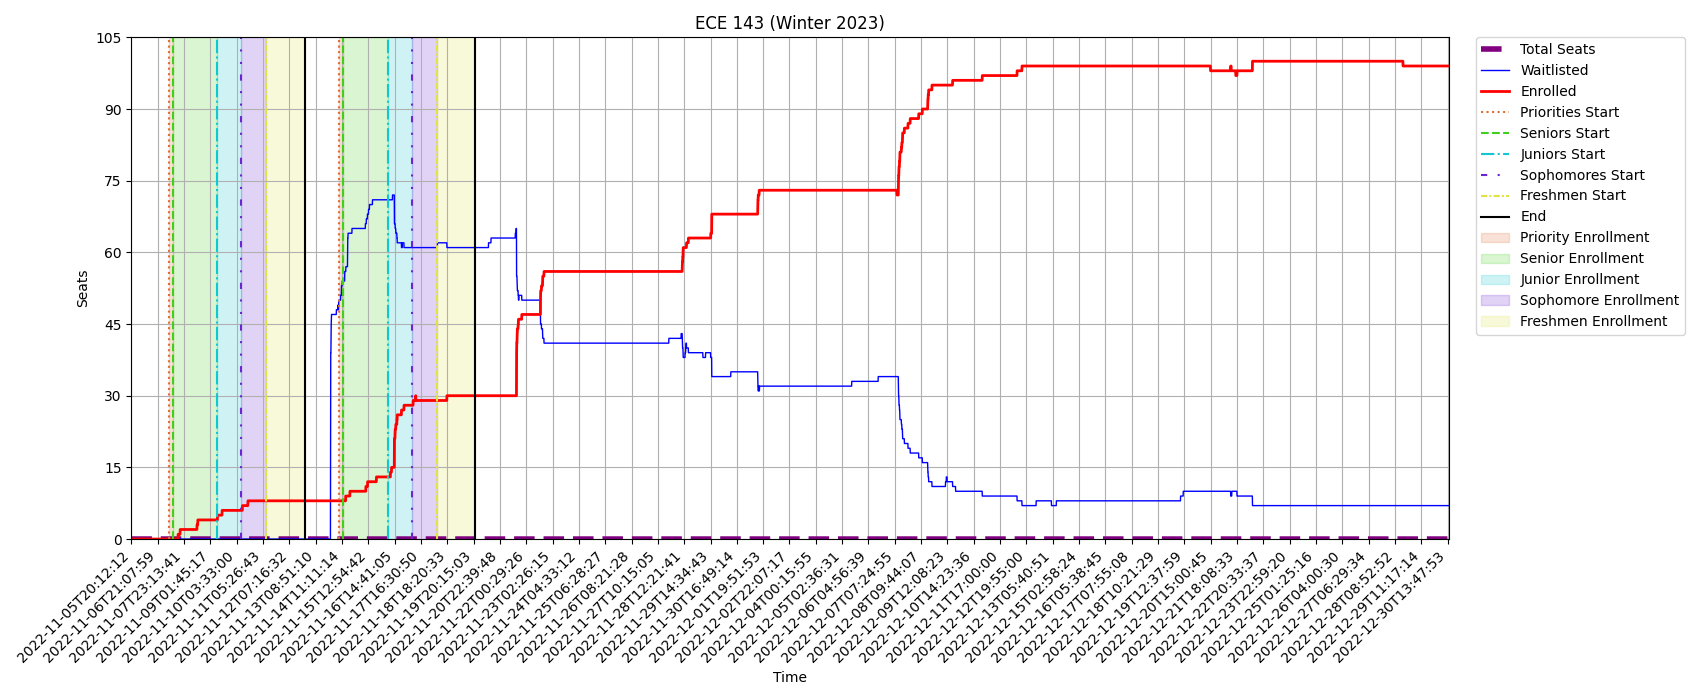 ECE 143 (Winter 2023)
105
90
75
60
45
30
15
0
Seats
2022-11-05T20:12:12
2022-11-06T21:07:59
2022-11-07T23:13:41
2022-11-09T01:45:17
2022-11-10T03:33:00
2022-11-11T05:26:43
2022-11-12T07:16:32
2022-11-13T08:51:10
2022-11-14T11:11:14
2022-11-15T12:54:42
2022-11-16T14:41:05
2022-11-17T16:30:50
2022-11-18T18:20:33
2022-11-19T20:15:03
2022-11-20T22:39:48
2022-11-22T00:29:26
2022-11-23T02:26:15
2022-11-24T04:33:12
2022-11-25T06:28:27
2022-11-26T08:21:28
2022-11-27T10:15:05
2022-11-28T12:21:41
2022-11-29T14:34:43
2022-11-30T16:49:14
2022-12-01T19:51:53
2022-12-02T22:07:17
2022-12-04T00:15:55
2022-12-05T02:36:31
2022-12-06T04:56:39
2022-12-07T07:24:55
2022-12-08T09:44:07
2022-12-09T12:08:23
2022-12-10T14:23:36
2022-12-11T17:00:00
2022-12-12T19:55:00
2022-12-13T05:40:51
2022-12-15T02:58:24
2022-12-16T05:38:45
2022-12-17T07:55:08
2022-12-18T10:21:29
2022-12-19T12:37:59
2022-12-20T15:00:45
2022-12-21T18:08:33
2022-12-22T20:33:37
2022-12-23T22:59:20
2022-12-25T01:25:16
2022-12-26T04:00:30
2022-12-27T06:29:34
2022-12-28T08:52:52
2022-12-29T11:17:14
2022-12-30T13:47:53
Time
Total Seats
Waitlisted
Enrolled
Priorities Start
Seniors Start
Juniors Start
Sophomores Start
Freshmen Start
End
Priority Enrollment
Senior Enrollment
Junior Enrollment
Sophomore Enrollment
Freshmen Enrollment